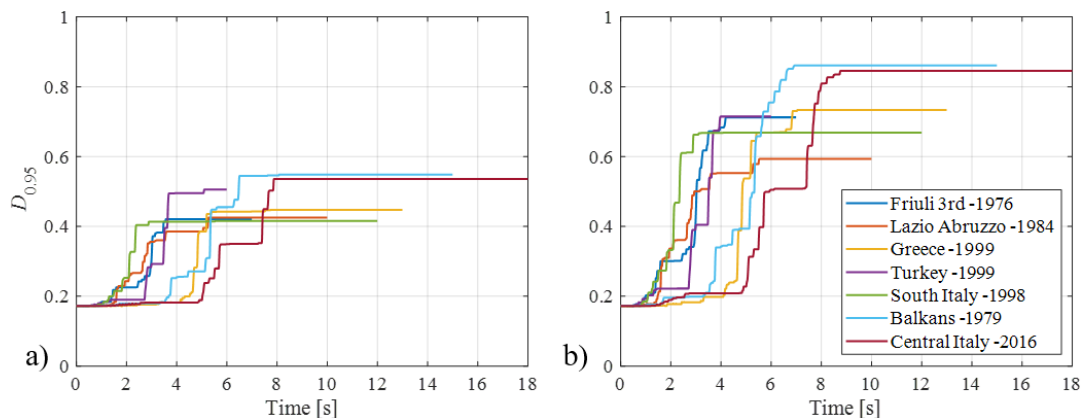 1
0.8
0.6
0.4
0.2
0
D0.95
a)
0 2 4 6 8 10 12 14 16 18
Time [s]
1
0.8
0.6
0.4
0.2
0
b)
Friuli 3rd -1976
Lazio Abruzzo -1984
Greece -1999
Turkey -1999
South Italy -1998
Balkans -1979
Central Italy -2016
0 2 4 6 8 10 12 14 16 18
Time [s]